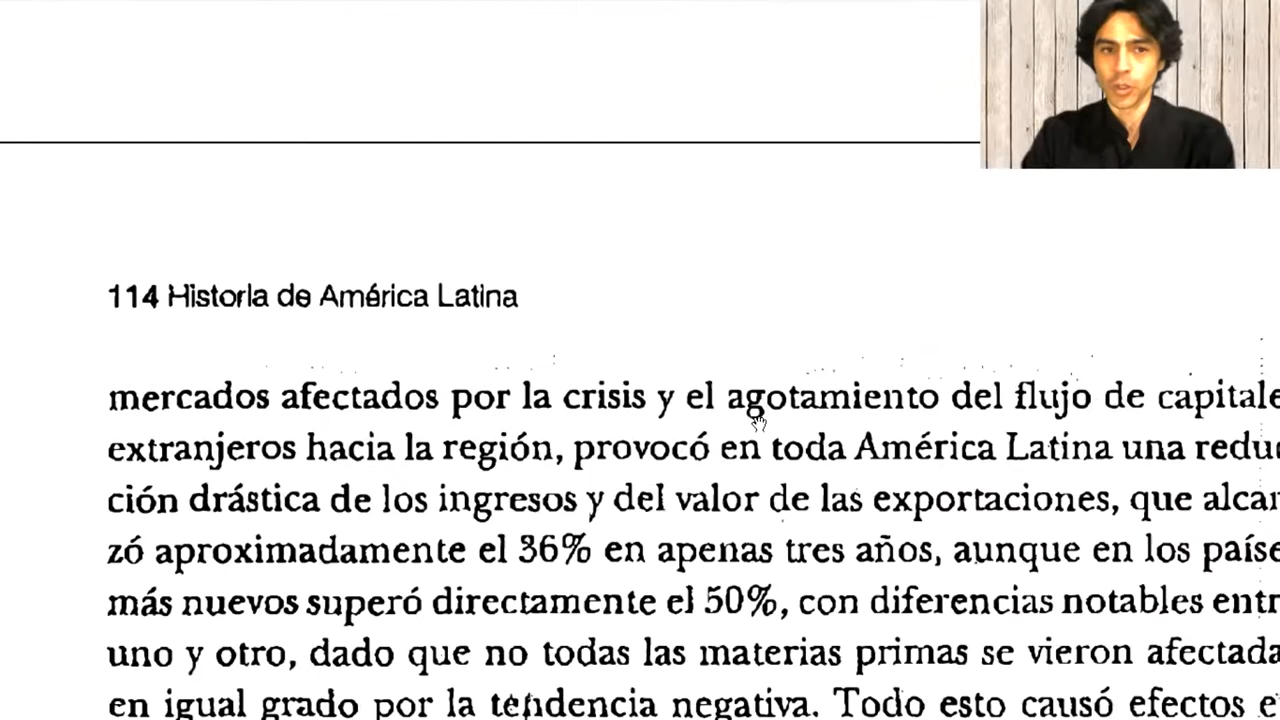 114 Historia de América Latina
mercados afectados por la crisis y el agotamiento del flujo de capitale
extranjeros hacia la región, provocó en toda América Latina una reduc
ción drástica de los ingresos y del valor de las exportaciones, que alcan
zó aproximadamente el 36% en apenas tres años, aunque en los paíse
más nuevos superó directamente el 50%, con diferencias notables entr
uno y otro, dado que no todas las materias primas se vieron afectada
en igual grado por la tendencia negativa. Todo esto causó efectos e